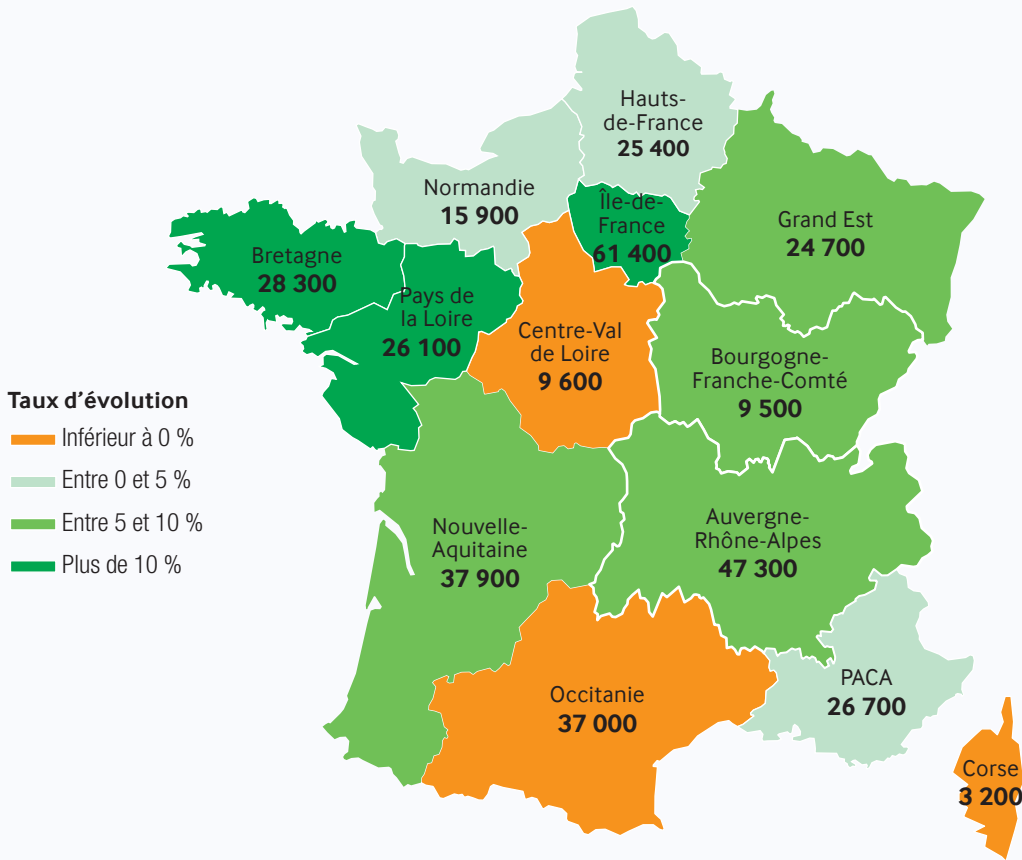 Hauts-
de-France
25 400
Normandie
15 900
Île-de-
France
61 400
Grand Est
24 700
Bretagne
28 300
Pays de
la Loire
26 100
Centre-Val
de Loire
9 600
Bourgogne-
Franche-Comté
9 500
Taux d’évolution
Inférieur à 0 %
Entre 0 et 5 %
Entre 5 et 10 %
Plus de 10 %
Nouvelle-
Aquitaine
37 900
Auvergne-
Rhône-Alpes
47 300
Occitanie
37 000
PACA
26 700
Corse
3 200